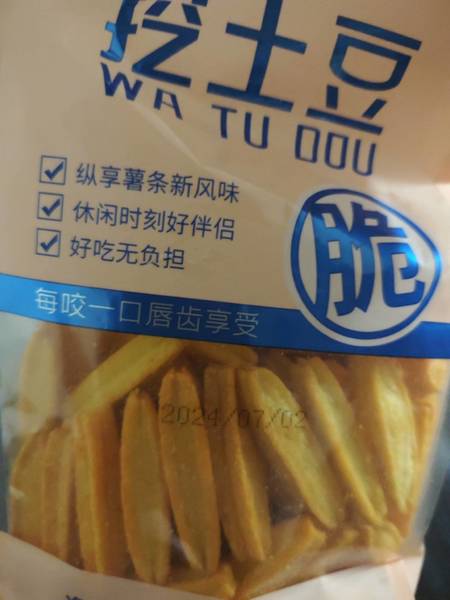 挖土豆
WA TU DOU
纵享薯条新风味
休闲时刻好伴侣
好吃无负担
脆
每咬一口唇齿享受
2024/07/02